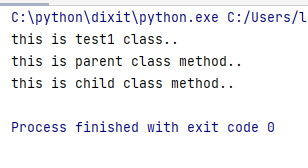 C:\python\dixit\python.exe C:/Users/l
this is test1 class..
this is parent class method..
this is child class method..
Process finished with exit code 0